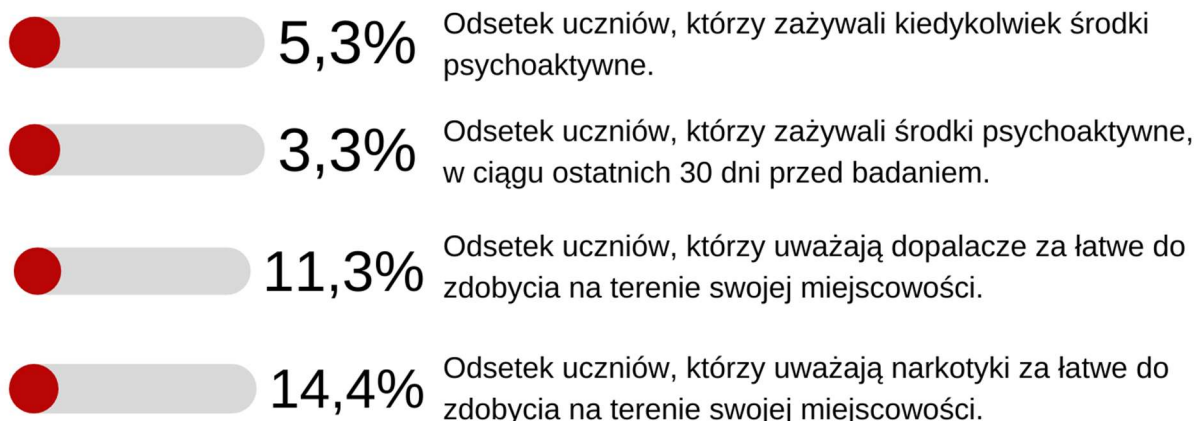 5,3%
Odsetek uczniów, którzy zażywali kiedykolwiek środki
psychoaktywne.
3,3%
Odsetek uczniów, którzy zażywali środki psychoaktywne,
w ciągu ostatnich 30 dni przed badaniem.
11,3%
Odsetek uczniów, którzy uważają dopalacze za łatwe do
zdobycia na terenie swojej miejscowości.
14,4%
Odsetek uczniów, którzy uważają narkotyki za łatwe do
zdobycia na terenie swojej miejscowości.